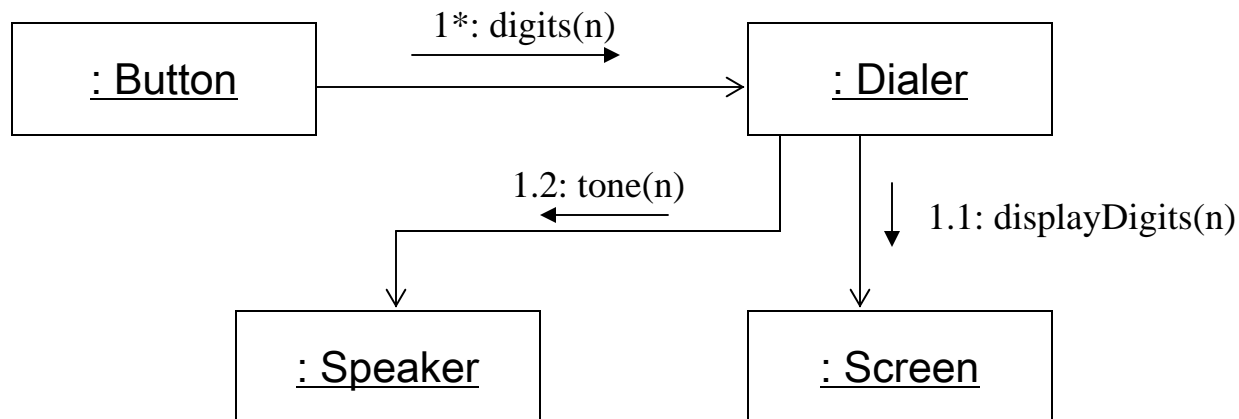 1*: digits(n)
: Button
: Dialer
1.2: tone(n)
1.1: displayDigits(n)
: Speaker
: Screen